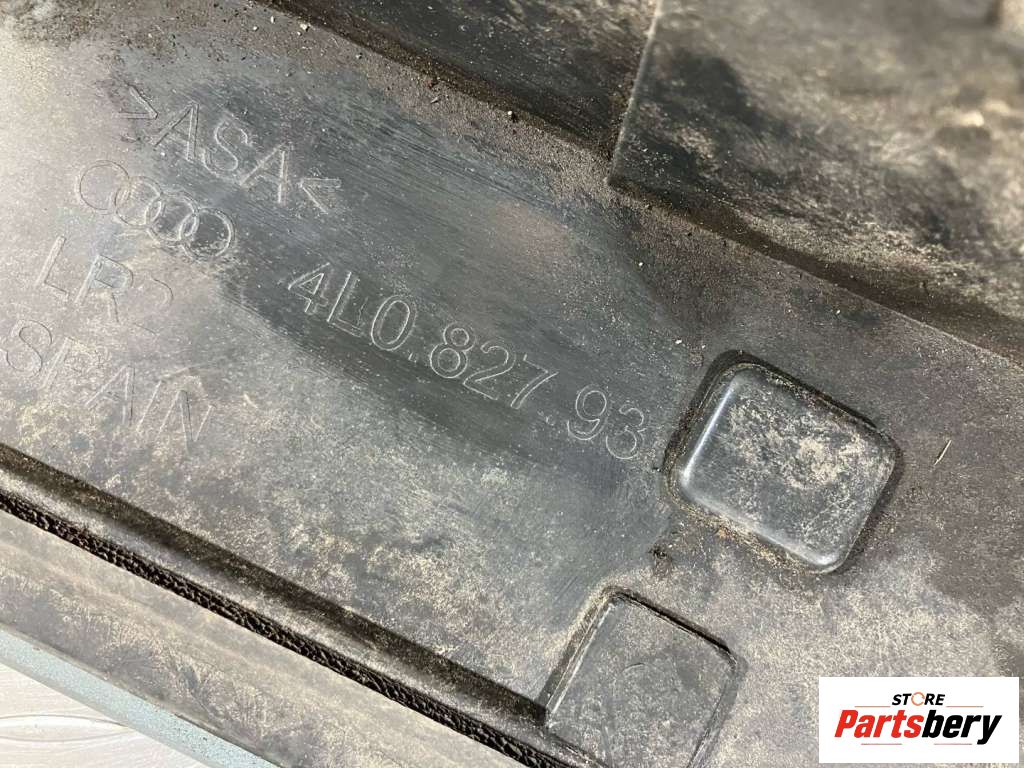 >ASA<
4L0.827.93
LR2
SPAIN
STORE
Partsbery